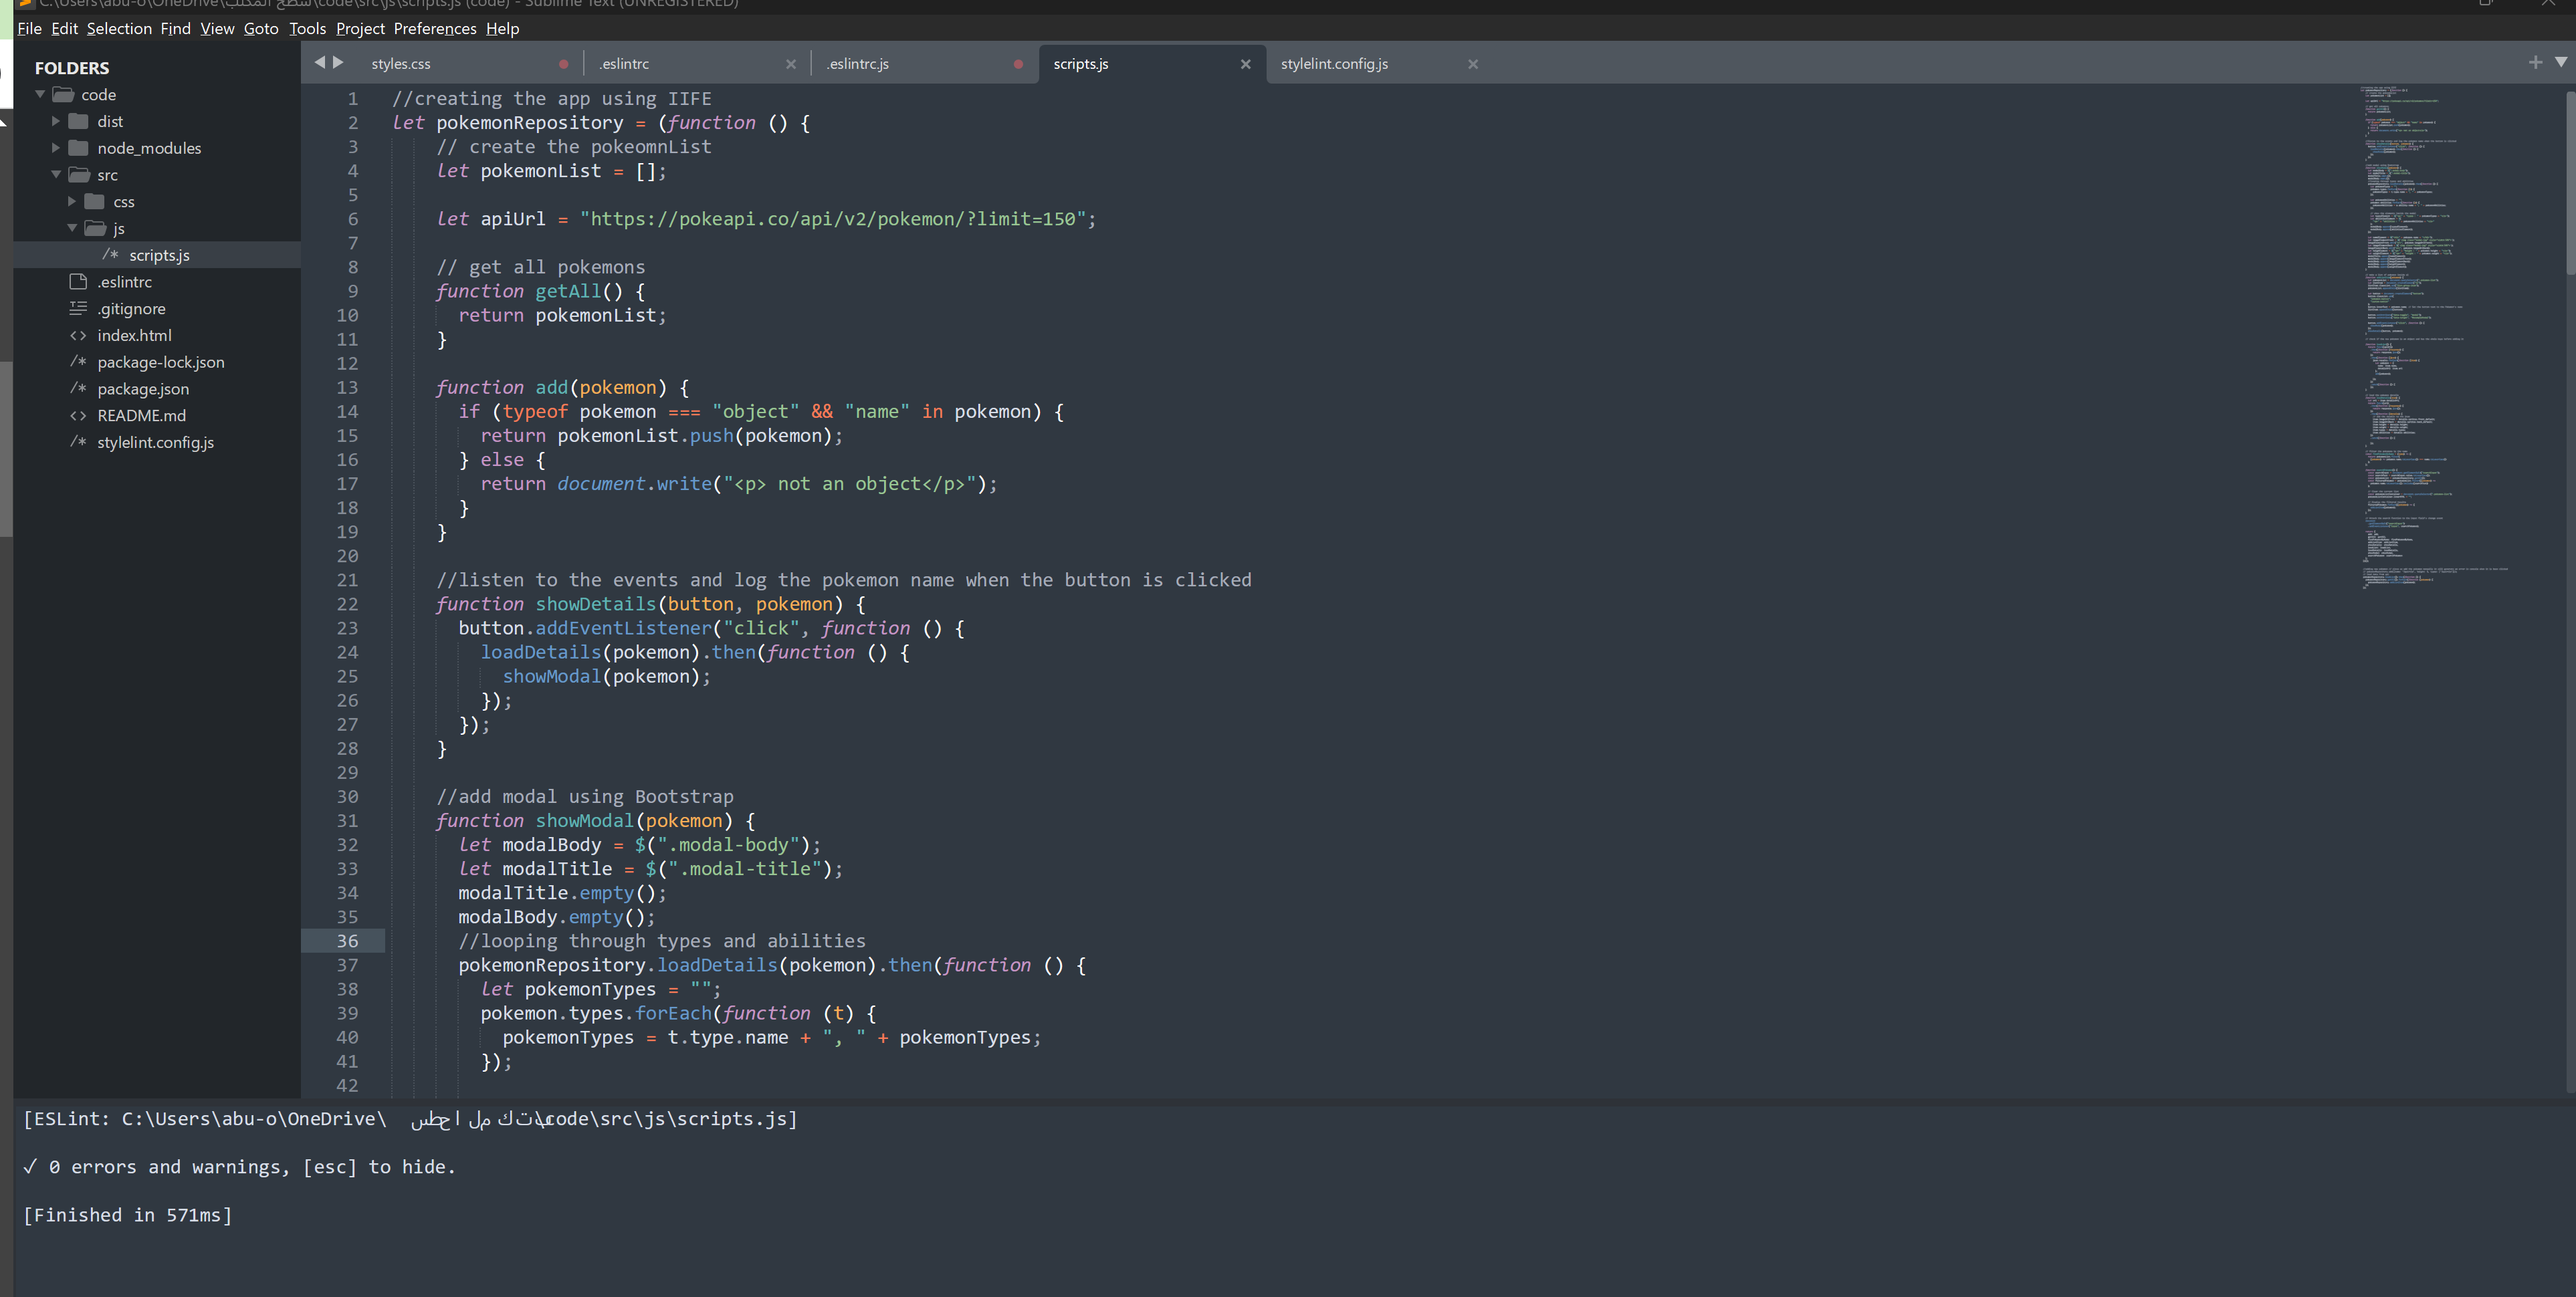 C:\Users\abu-o\OneDrive\سطح المكتب\code\src\js\scripts.js (code) - Sublime Text (UNREGISTERED)
File Edit Selection Find View Goto Tools Project Preferences Help
FOLDERS
code
dist
node_modules
src
css
js
/* scripts.js
.eslintrc
.gitignore
<> index.html
/* package-lock.json
/* package.json
<> README.md
/* stylelint.config.js
styles.css .eslintrc .eslintrc.js scripts.js stylelint.config.js
1 //creating the app using IIFE
2 let pokemonRepository = (function () {
3 // create the pokeomnList
4 let pokemonList = [];
5
6 let apiUrl = "https://pokeapi.co/api/v2/pokemon/?limit=150";
7
8 // get all pokemons
9 function getAll() {
10 return pokemonList;
11 }
12
13 function add(pokemon) {
14 if (typeof pokemon === "object" && "name" in pokemon) {
15 return pokemonList.push(pokemon);
16 } else {
17 return document.write("<p> not an object</p>");
18 }
19 }
20
21 //listen to the events and log the pokemon name when the button is clicked
22 function showDetails(button, pokemon) {
23 button.addEventListener("click", function () {
24 loadDetails(pokemon).then(function () {
25 showModal(pokemon);
26 });
27 });
28 }
29
30 //add modal using Bootstrap
31 function showModal(pokemon) {
32 let modalBody = $(".modal-body");
33 let modalTitle = $(".modal-title");
34 modalTitle.empty();
35 modalBody.empty();
36 //looping through types and abilities
37 pokemonRepository.loadDetails(pokemon).then(function () {
38 let pokemonTypes = "";
39 pokemon.types.forEach(function (t) {
40 pokemonTypes = t.type.name + ", " + pokemonTypes;
41 });
42
[ESLint: C:\Users\abu-o\OneDrive\سطح المكتب\code\src\js\scripts.js]
✓ 0 errors and warnings, [esc] to hide.
[Finished in 571ms]